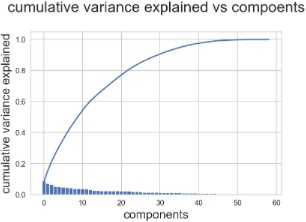 cumulative variance explained vs compoents
cumulative variance explained
1.0
0.8
0.6
0.4
0.2
0.0
0 10 20 30 40 50 60
components